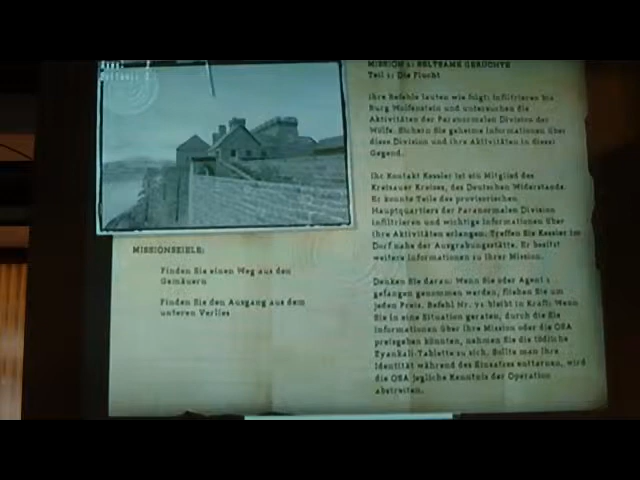 MISSION 1: SELTSAME GERÜCHTE
Teil 1: Die Flucht
Ihre Befehle lauten wie folgt: Infiltrieren Sie
Burg Wolfenstein und untersuchen die
Aktivitäten der Paranormalen Division der
Wölfe. Sichern Sie geheime Informationen über
diese Division und ihre Aktivitäten in dieser
Gegend.
Ihr Kontakt Kessler ist ein Mitglied des
Kreisauer Kreises, des Deutschen Widerstands.
Er konnte Teile des provisorischen
Hauptquartiers der Paranormalen Division
infiltrieren und wichtige Informationen über
ihre Aktivitäten erlangen. Treffen Sie Kessler im
Dorf nahe der Ausgrabungsstätte. Er besitzt
weitere Informationen zu Ihrer Mission.
Denken Sie daran: Wenn Sie oder Agent 1
gefangen genommen werden, fliehen Sie um
jeden Preis. Befehl Nr. 71 bleibt in Kraft: Wenn
Sie in eine Situation geraten, durch die Sie
Informationen über Ihre Mission oder die OSA
preisgeben könnten, nehmen Sie die tödliche
Zyankali-Tablette zu sich. Sollte man Ihre
Identität während des Einsatzes enttarnen, wird
die OSA jegliche Kenntnis der Operation
abstreiten.
MISSIONSZIELE:
Finden Sie einen Weg aus den
Gemäuern
Finden Sie den Ausgang aus dem
unteren Verlies